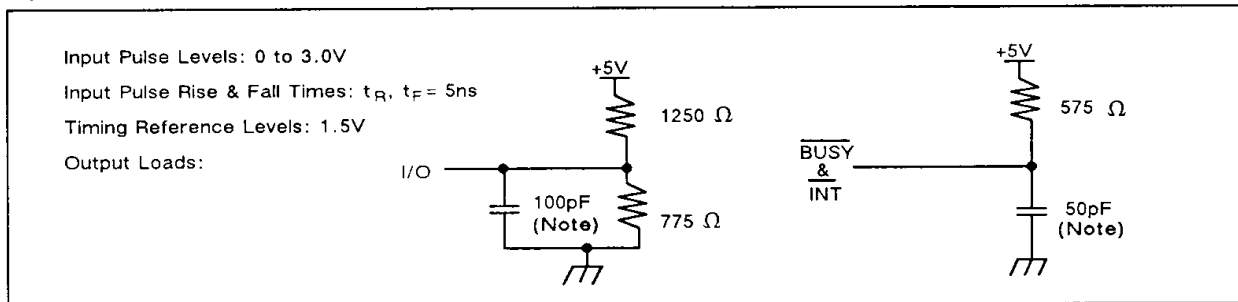 Input Pulse Levels: 0 to 3.0V
Input Pulse Rise & Fall Times: tR, tF = 5ns
Timing Reference Levels: 1.5V
Output Loads:
+5V
1250 Ω
I/O
100pF
(Note)
775 Ω
+5V
575 Ω
BUSY
&
INT
50pF
(Note)